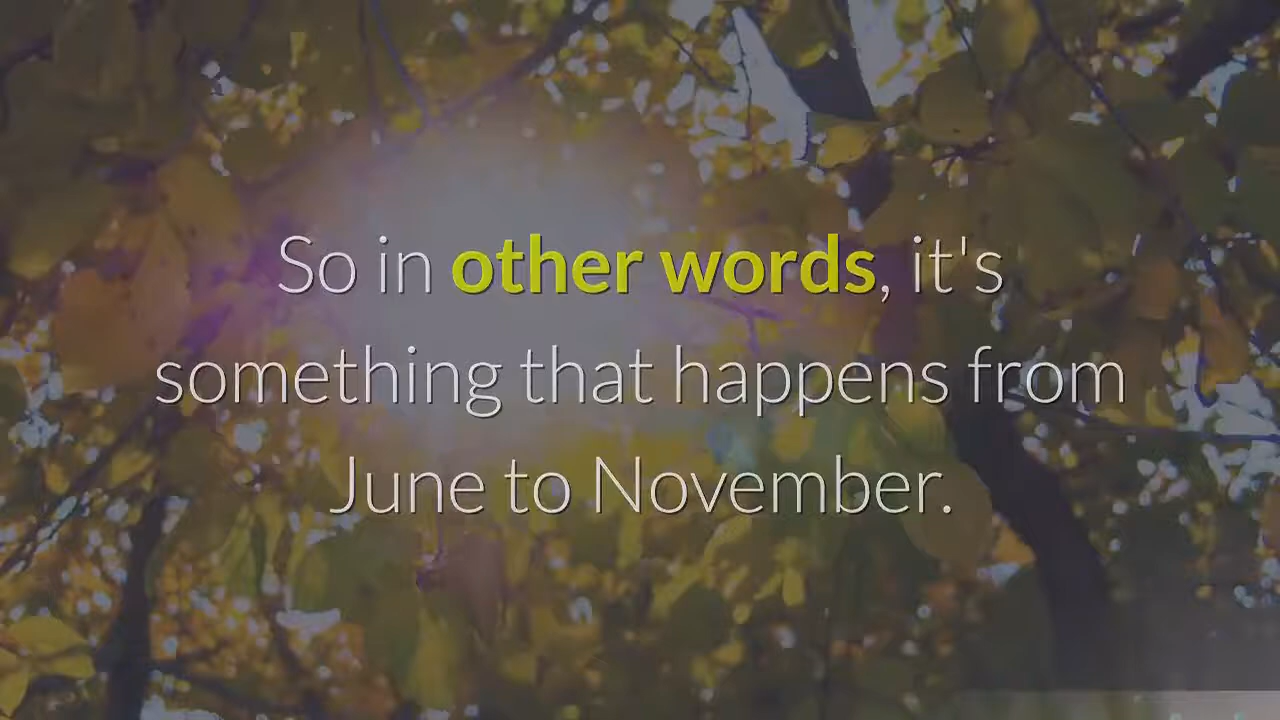 So in other words, it's
something that happens from
June to November.